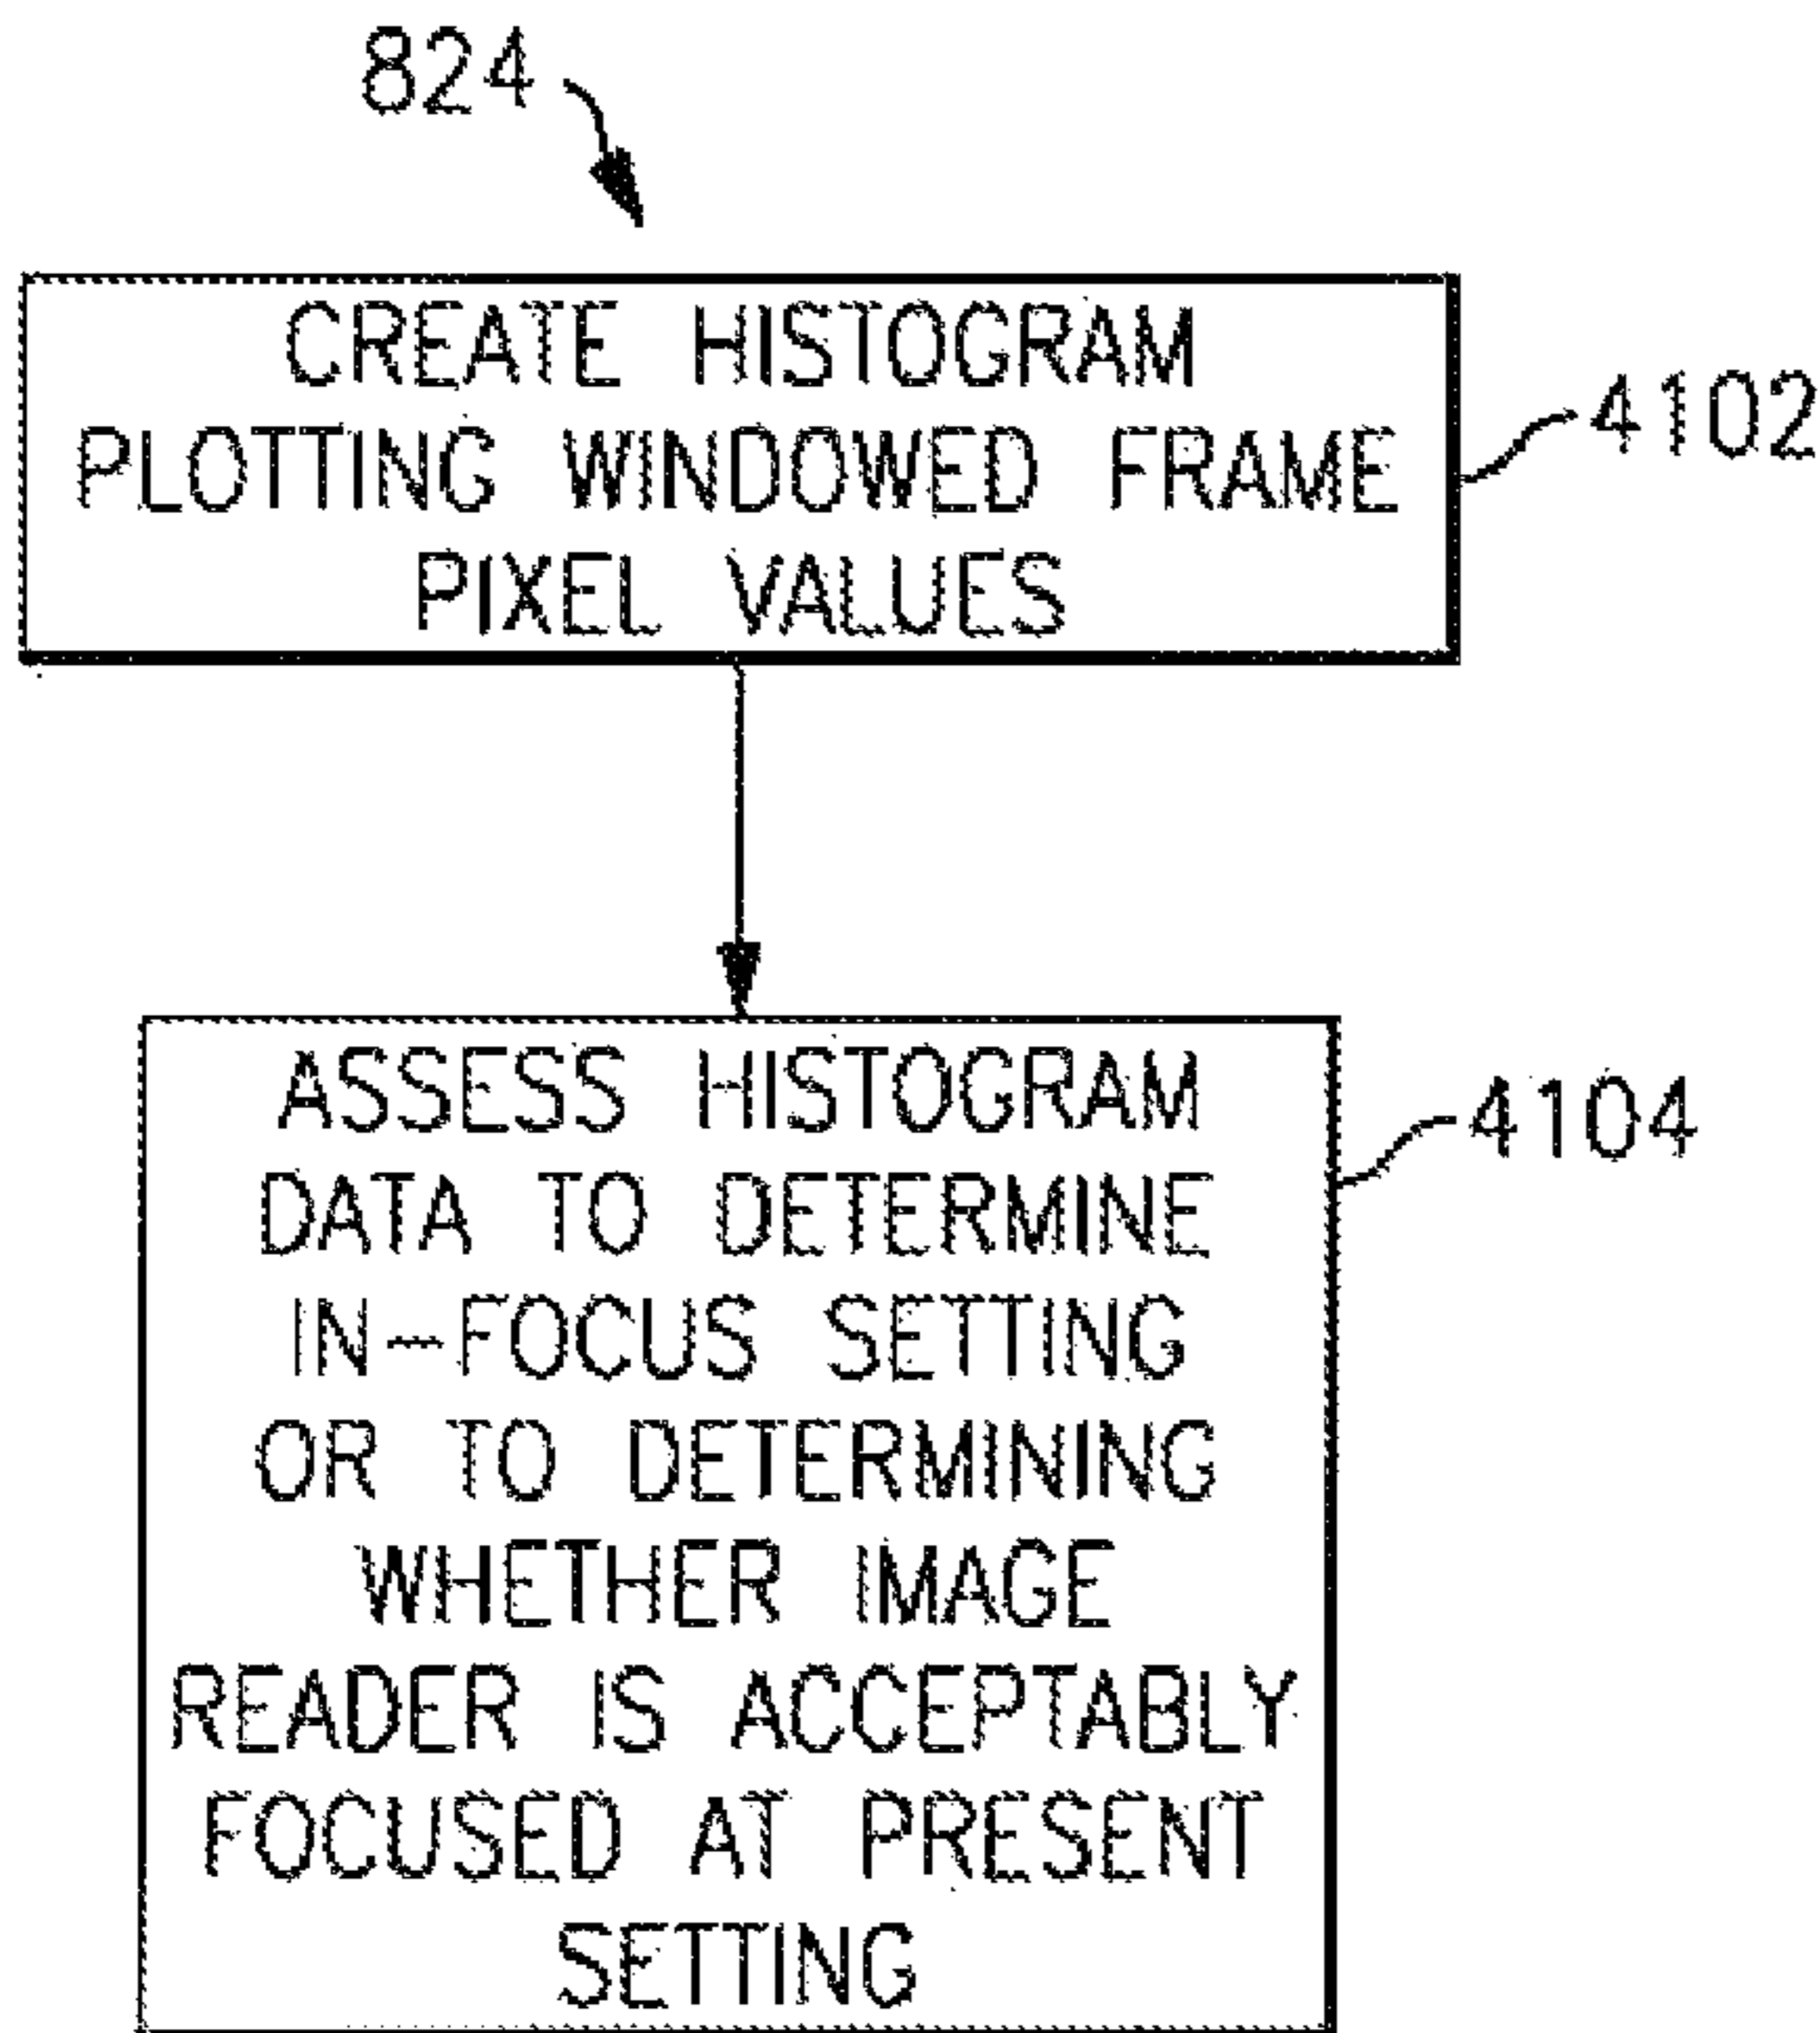 824
CREATE HISTOGRAM
PLOTTING WINDOWED FRAME
PIXEL VALUES
4102
ASSESS HISTOGRAM
DATA TO DETERMINE
IN-FOCUS SETTING
OR TO DETERMINING
WHETHER IMAGE
READER IS ACCEPTABLY
FOCUSED AT PRESENT
SETTING
4104